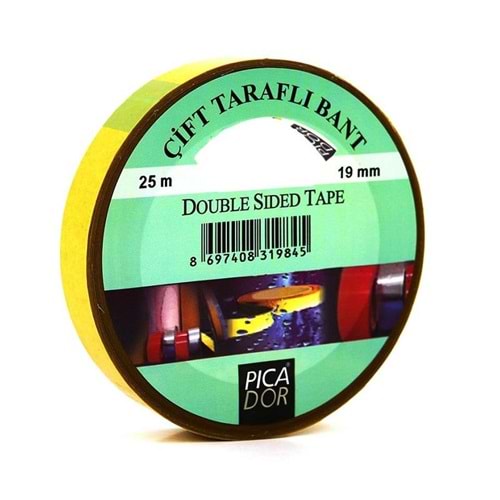 ÇİFT TARAFLI BANT
25 m
19 mm
DOUBLE SIDED TAPE
8 697408 319845
PICA
DOR